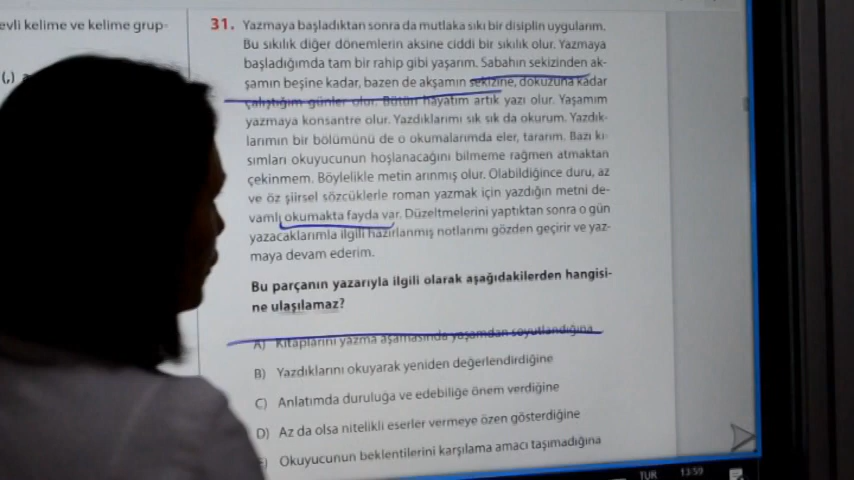 evli kelime ve kelime grup-
(,)
31. Yazmaya başladıktan sonra da mutlaka sıkı bir disiplin uygularım.
Bu sıkılık diğer dönemlerin aksine ciddi bir sıkılık olur. Yazmaya
başladığımda tam bir rahip gibi yaşarım. Sabahın sekizinden ak-
şamın beşine kadar, bazen de akşamın sekizine, dokuzuna kadar
çalıştığım günler olur. Bütün hayatım artık yazı olur. Yaşamım
yazmaya konsantre olur. Yazdıklarımı sık sık da okurum. Yazdık-
larımın bir bölümünü de o okumalarımda eler, tararım. Bazı kı-
sımları okuyucunun hoşlanacağını bilmeme rağmen atmaktan
çekinmem. Böylelikle metin arınmış olur. Olabildiğince duru, az
ve öz şiirsel sözcüklerle roman yazmak için yazdığın metni de-
vamlı okumakta fayda var. Düzeltmelerini yaptıktan sonra o gün
yazacaklarımla ilgili hazırlanmış notlarımı gözden geçirir ve yaz-
maya devam ederim.
Bu parçanın yazarıyla ilgili olarak aşağıdakilerden hangisi-
ne ulaşılamaz?
A) Kitaplarını yazma aşamasında yaşamdan soyutlandığına
B) Yazdıklarını okuyarak yeniden değerlendirdiğine
C) Anlatımda duruluğa ve edebiliğe önem verdiğine
D) Az da olsa nitelikli eserler vermeye özen gösterdiğine
) Okuyucunun beklentilerini karşılama amacı taşımadığına
TUR 13:59